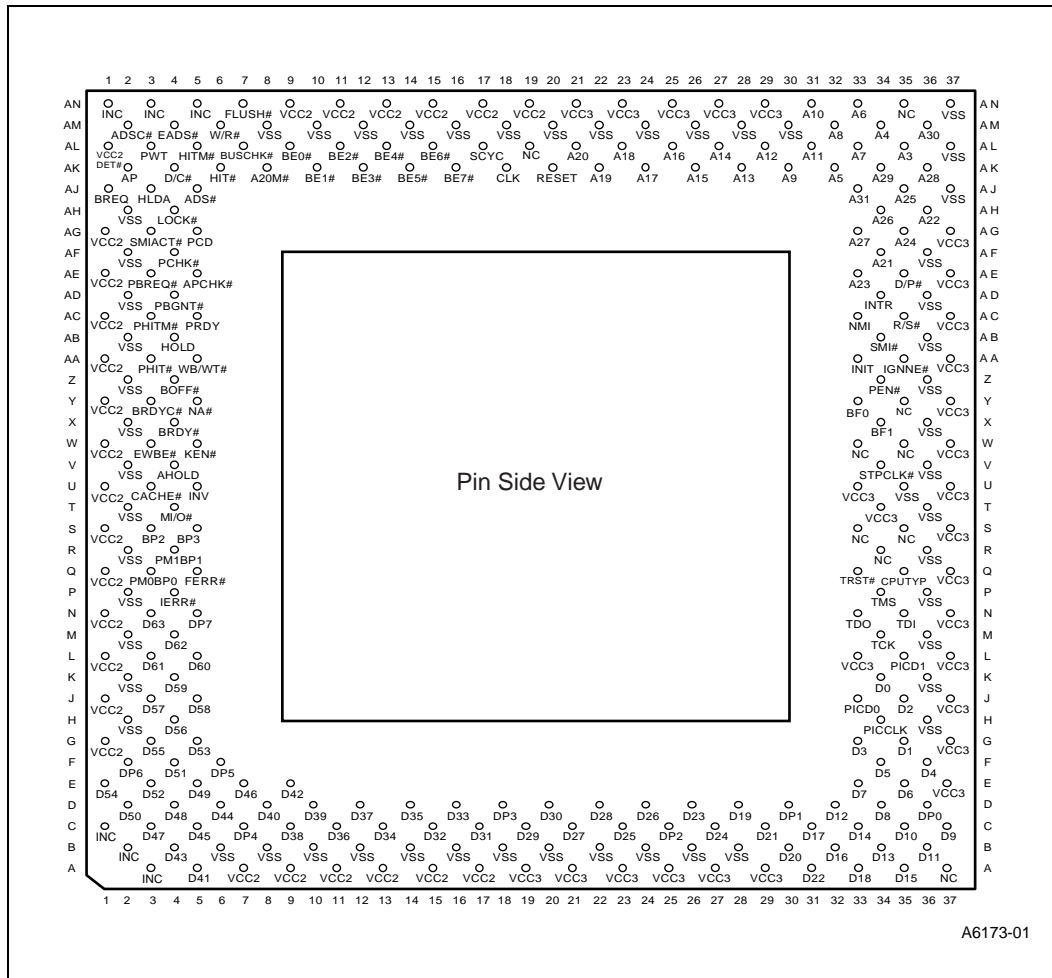 1 2 3 4 5 6 7 8 9 10 11 12 13 14 15 16 17 18 19 20 21 22 23 24 25 26 27 28 29 30 31 32 33 34 35 36 37
AN AN
INC INC INC FLUSH# VCC2 VCC2 VCC2 VCC2 VCC2 VCC2 VCC3 VCC3 VCC3 VCC3 VCC3 A10 A6 NC VSS
AM AM
ADSC# EADS# W/R# VSS VSS VSS VSS VSS VSS VSS VSS VSS VSS VSS VSS A8 A4 A30
AL AL
VCC2 DET# PWT HITM# BUSCHK# BE0# BE2# BE4# BE6# SCYC NC A20 A18 A16 A14 A12 A11 A7 A3 VSS
AK AK
AP D/C# HIT# A20M# BE1# BE3# BE5# BE7# CLK RESET A19 A17 A15 A13 A9 A5 A29 A28
AJ AJ
BREQ HLDA ADS# A31 A25 VSS
AH AH
VSS LOCK# A26 A22
AG AG
VCC2 SMIACT# PCD A27 A24 VCC3
AF AF
VSS PCHK# A21 VSS
AE AE
VCC2 PBREQ# APCHK# A23 D/P# VCC3
AD AD
VSS PBGNT# INTR VSS
AC AC
VCC2 PHITM# PRDY NMI R/S# VCC3
AB AB
VSS HOLD SMI# VSS
AA AA
VCC2 PHIT# WB/WT# INIT IGNNE# VCC3
Z Z
VSS BOFF# PEN# VSS
Y Y
VCC2 BRDYC# NA# BF0 NC VCC3
X X
VSS BRDY# BF1 VSS
W W
VCC2 EWBE# KEN# NC NC VCC3
V V
VSS AHOLD STPCLK# VSS
Pin Side View
U U
VCC2 CACHE# INV VCC3 VSS VCC3
T T
VSS MI/O# VCC3 VSS
S S
VCC2 BP2 BP3 NC NC VCC3
R R
VSS PM1BP1 NC VSS
Q Q
VCC2 PM0BP0 FERR# TRST# CPUTYP VCC3
P P
VSS IERR# TMS VSS
N N
VCC2 D63 DP7 TDO TDI VCC3
M M
VSS D62 TCK VSS
L L
VCC2 D61 D60 VCC3 PICD1 VCC3
K K
VSS D59 D0 VSS
J J
VCC2 D57 D58 PICD0 D2 VCC3
H H
VSS D56 PICCLK VSS
G G
VCC2 D55 D53 D3 D1 VCC3
F F
DP6 D51 DP5 D5 D4
E E
D54 D52 D49 D46 D42 D7 D6 VCC3
D D
D50 D48 D44 D40 D39 D37 D35 D33 DP3 D30 D28 D26 D23 D19 DP1 D12 D8 DP0
C C
INC D47 D45 DP4 D38 D36 D34 D32 D31 D29 D27 D25 DP2 D24 D21 D17 D14 D10 D9
B B
INC D43 VSS VSS VSS VSS VSS VSS VSS VSS VSS VSS VSS VSS D20 D16 D13 D11
A A
INC D41 VCC2 VCC2 VCC2 VCC2 VCC2 VCC2 VCC3 VCC3 VCC3 VCC3 VCC3 VCC3 D22 D18 D15 NC
1 2 3 4 5 6 7 8 9 10 11 12 13 14 15 16 17 18 19 20 21 22 23 24 25 26 27 28 29 30 31 32 33 34 35 36 37
A6173-01